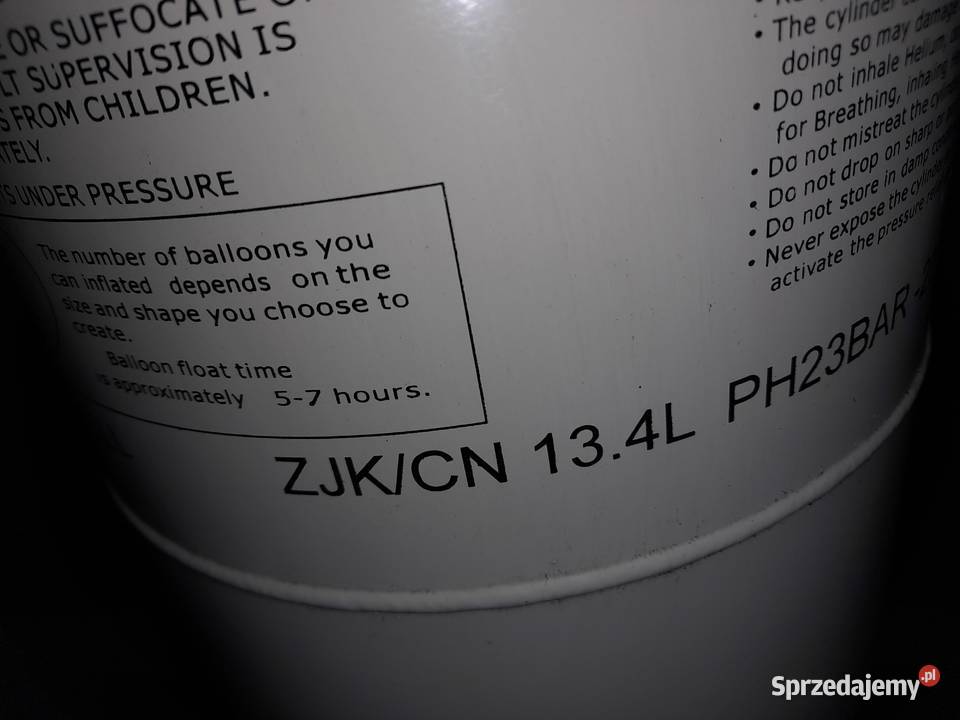 OR SUFFOCATE
SUPERVISION IS
FROM CHILDREN.
UNDER PRESSURE
The number of balloons you
can inflated depends on the
size and shape you choose to
create.
Balloon float time
is approximately 5-7 hours.
• The cylinder
doing so may damage
• Do not inhale Helium,
for Breathing, inhaling
• Do not mistreat the
• Do not drop on sharp or
• Do not store in damp
• Never expose the cylinder
activate the pressure
ZJK/CN 13.4L PH23BAR
Sprzedajemy.pl